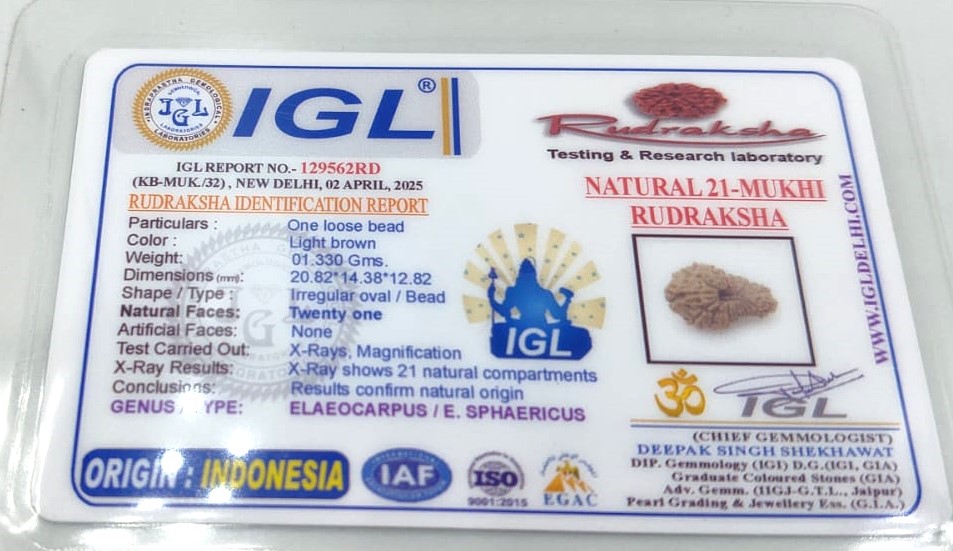 IGL®
INDRAPRASTHA GEMOLOGICAL LABORATORIES
IGL REPORT NO.- 129562RD
(KB-MUK./32) , NEW DELHI, 02 APRIL, 2025
RUDRAKSHA IDENTIFICATION REPORT
Particulars : One loose bead
Color : Light brown
Weight: 01.330 Gms.
Dimensions (mm): 20.82*14.38*12.82
Shape / Type : Irregular oval / Bead
Natural Faces: Twenty one
Artificial Faces: None
Test Carried Out: X-Rays, Magnification
X-Ray Results: X-Ray shows 21 natural compartments
Conclusions: Results confirm natural origin
GENUS / TYPE: ELAEOCARPUS / E. SPHAERICUS
ORIGIN : INDONESIA
IAF
ISO
9001:2015
EGAC
IGL
Rudraksha
Testing & Research laboratory
NATURAL 21-MUKHI
RUDRAKSHA
WWW.IGLDELHI.COM
ॐ
IGL
(CHIEF GEMMOLOGIST)
DEEPAK SINGH SHEKHAWAT
DIP. Gemmology (IGI) D.G.(IGI, GIA)
Graduate Coloured Stones (GIA)
Adv. Gemm. (IIGJ-G.T.L., Jaipur)
Pearl Grading & Jewellery Ess. (G.I.A.)